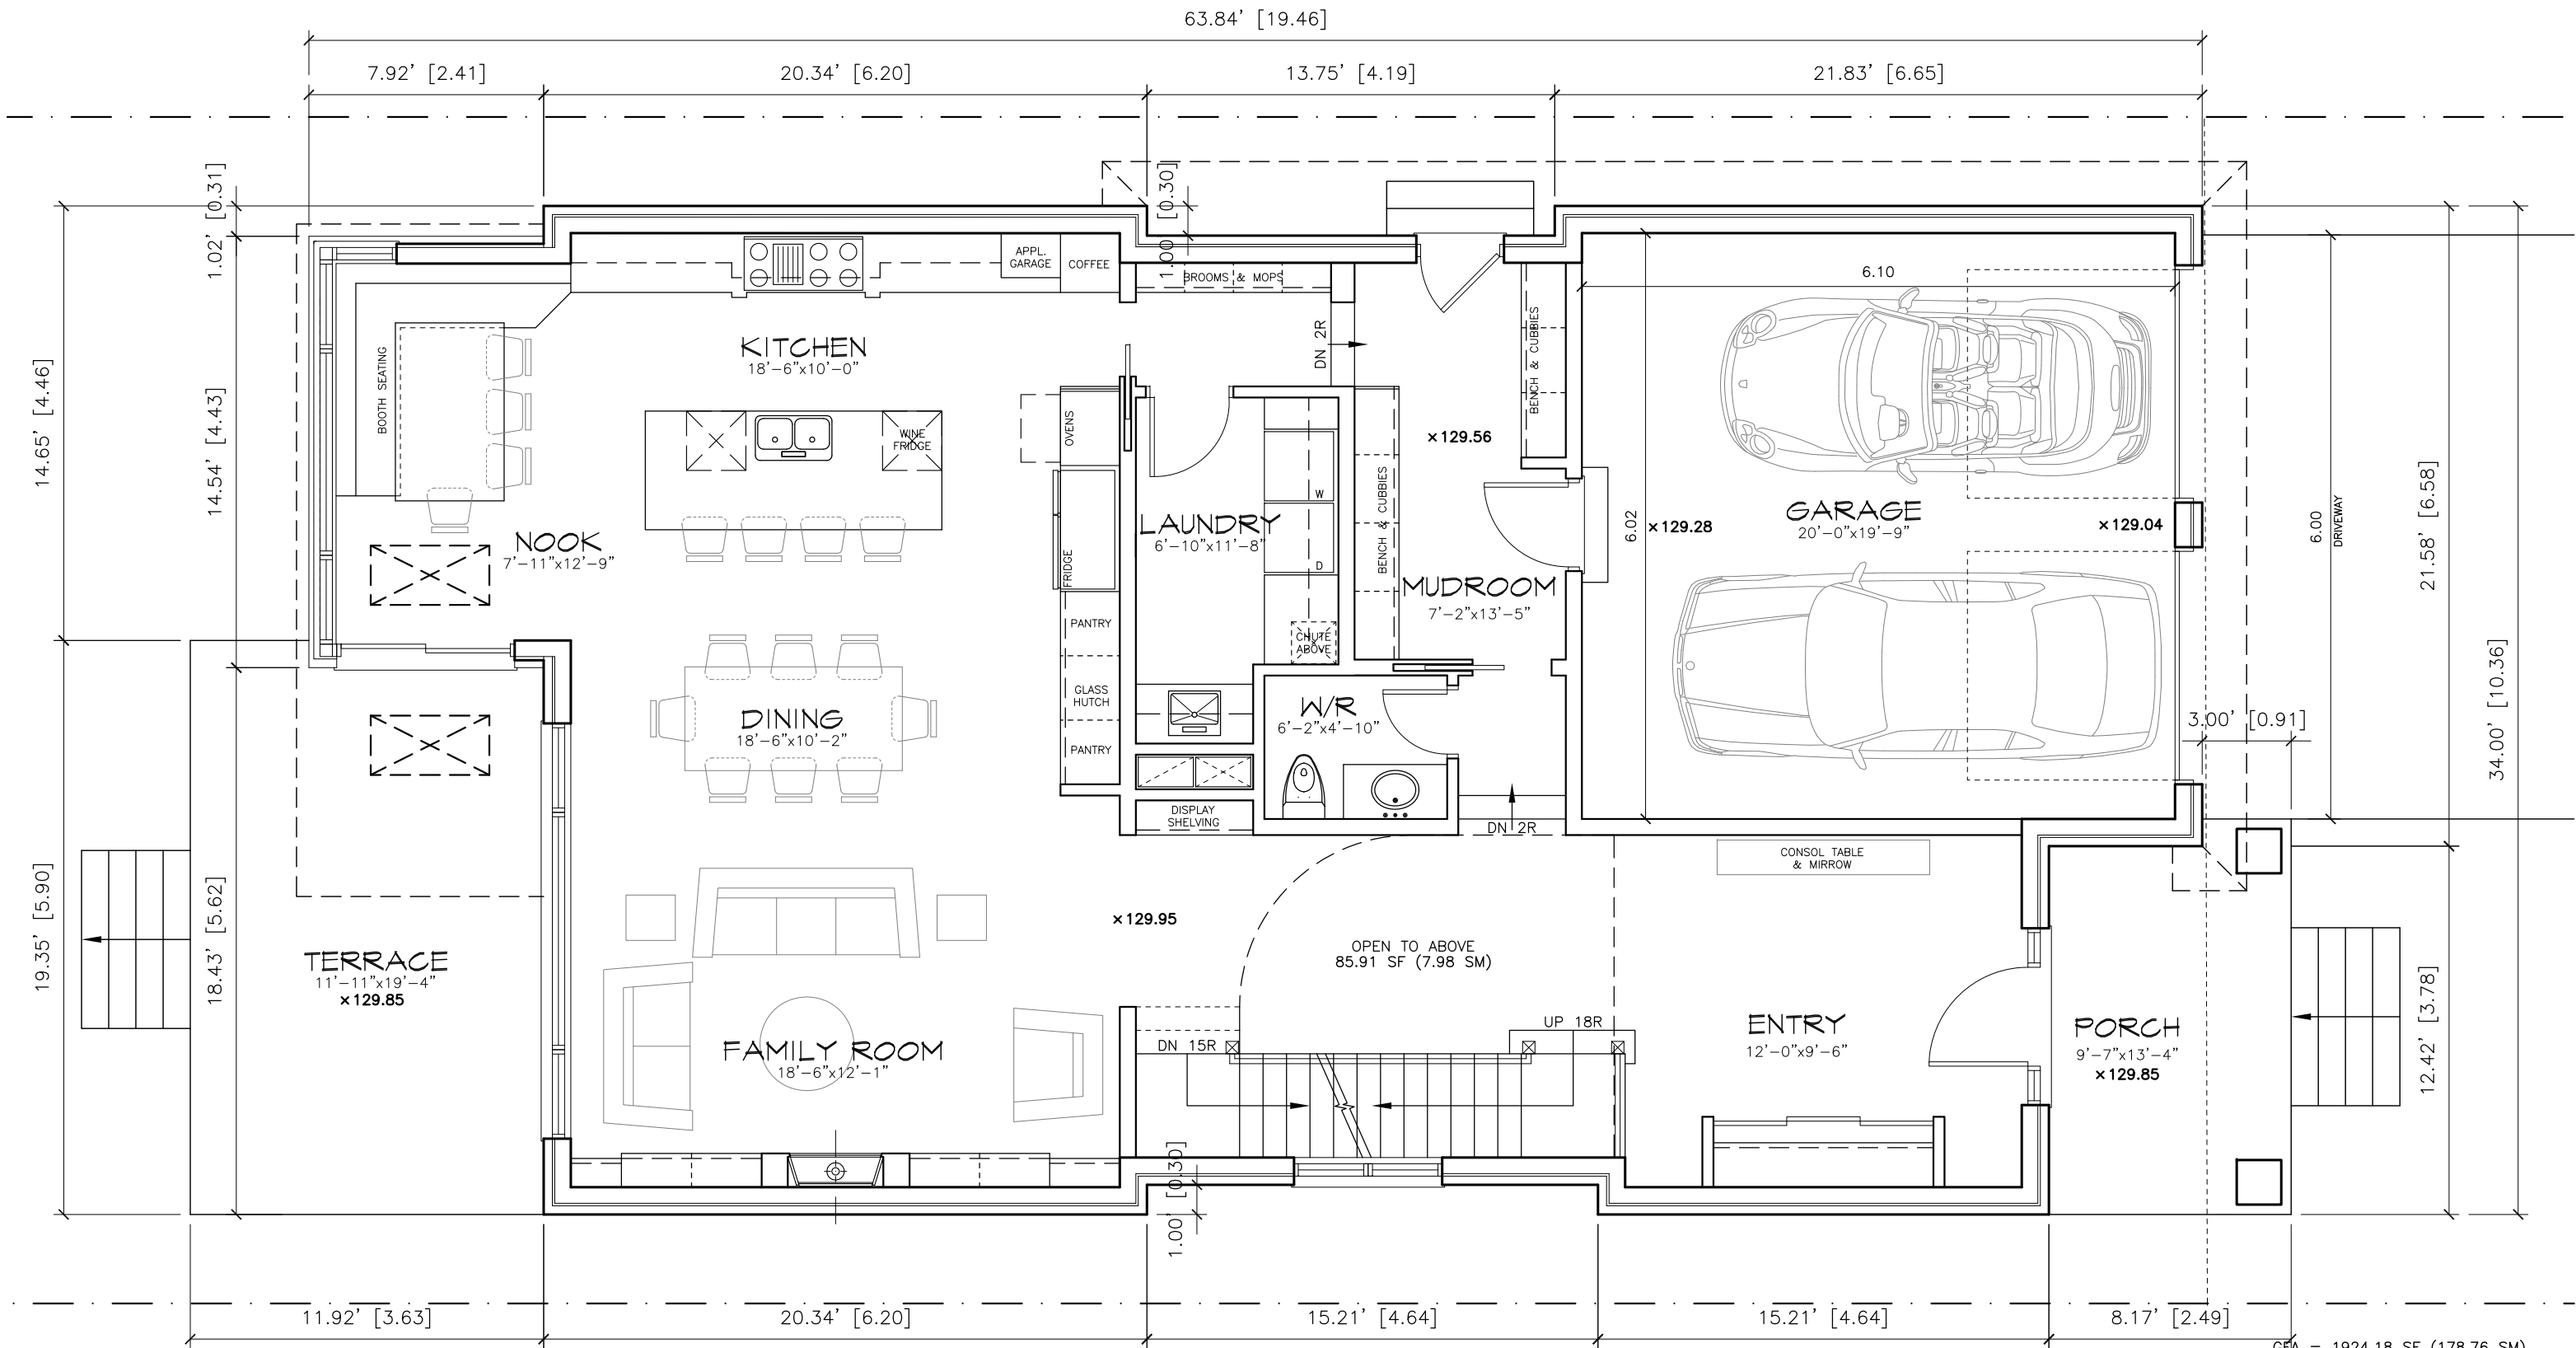 63.84' [19.46]
7.92' [2.41]
20.34' [6.20]
13.75' [4.19]
21.83' [6.65]
1.02' [0.31]
14.65' [4.46]
14.54' [4.43]
19.35' [5.90]
18.43' [5.62]
1.00' [0.30]
APPL.
GARAGE
COFFEE
BROOMS & MOPS
BOOTH SEATING
KITCHEN
18'-6"x10'-0"
WINE
FRIDGE
OVENS
FRIDGE
DN 2R
BENCH & CUBBIES
BENCH & CUBBIES
×129.56
6.10
6.02
×129.28
GARAGE
20'-0"x19'-9"
×129.04
6.00
DRIVEWAY
21.58' [6.58]
34.00' [10.36]
NOOK
7'-11"x12'-9"
LAUNDRY
6'-10"x11'-8"
W
D
CHUTE
ABOVE
MUDROOM
7'-2"x13'-5"
PANTRY
GLASS
HUTCH
PANTRY
DINING
18'-6"x10'-2"
W/R
6'-2"x4'-10"
3.00' [0.91]
DISPLAY
SHELVING
DN 2R
CONSOL TABLE
& MIRROW
×129.95
OPEN TO ABOVE
85.91 SF (7.98 SM)
TERRACE
11'-11"x19'-4"
×129.85
FAMILY ROOM
18'-6"x12'-1"
DN 15R
UP 18R
ENTRY
12'-0"x9'-6"
PORCH
9'-7"x13'-4"
×129.85
12.42' [3.78]
1.00' [0.30]
11.92' [3.63]
20.34' [6.20]
15.21' [4.64]
15.21' [4.64]
8.17' [2.49]
GFA = 1924.18 SF (178.76 SM)